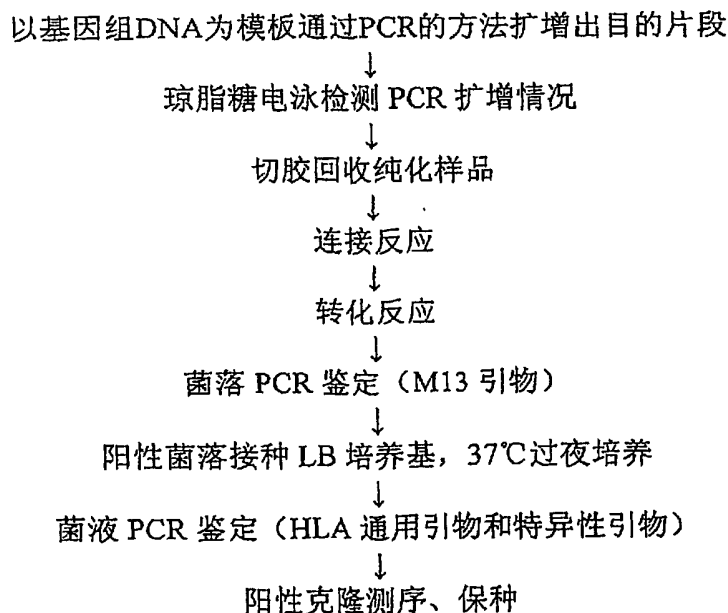 以基因组DNA为模板通过PCR的方法扩增出目的片段
↓
琼脂糖电泳检测 PCR 扩增情况
↓
切胶回收纯化样品
↓
连接反应
↓
转化反应
↓
菌落 PCR 鉴定（M13 引物）
↓
阳性菌落接种 LB 培养基，37℃过夜培养
↓
菌液 PCR 鉴定（HLA 通用引物和特异性引物）
↓
阳性克隆测序、保种